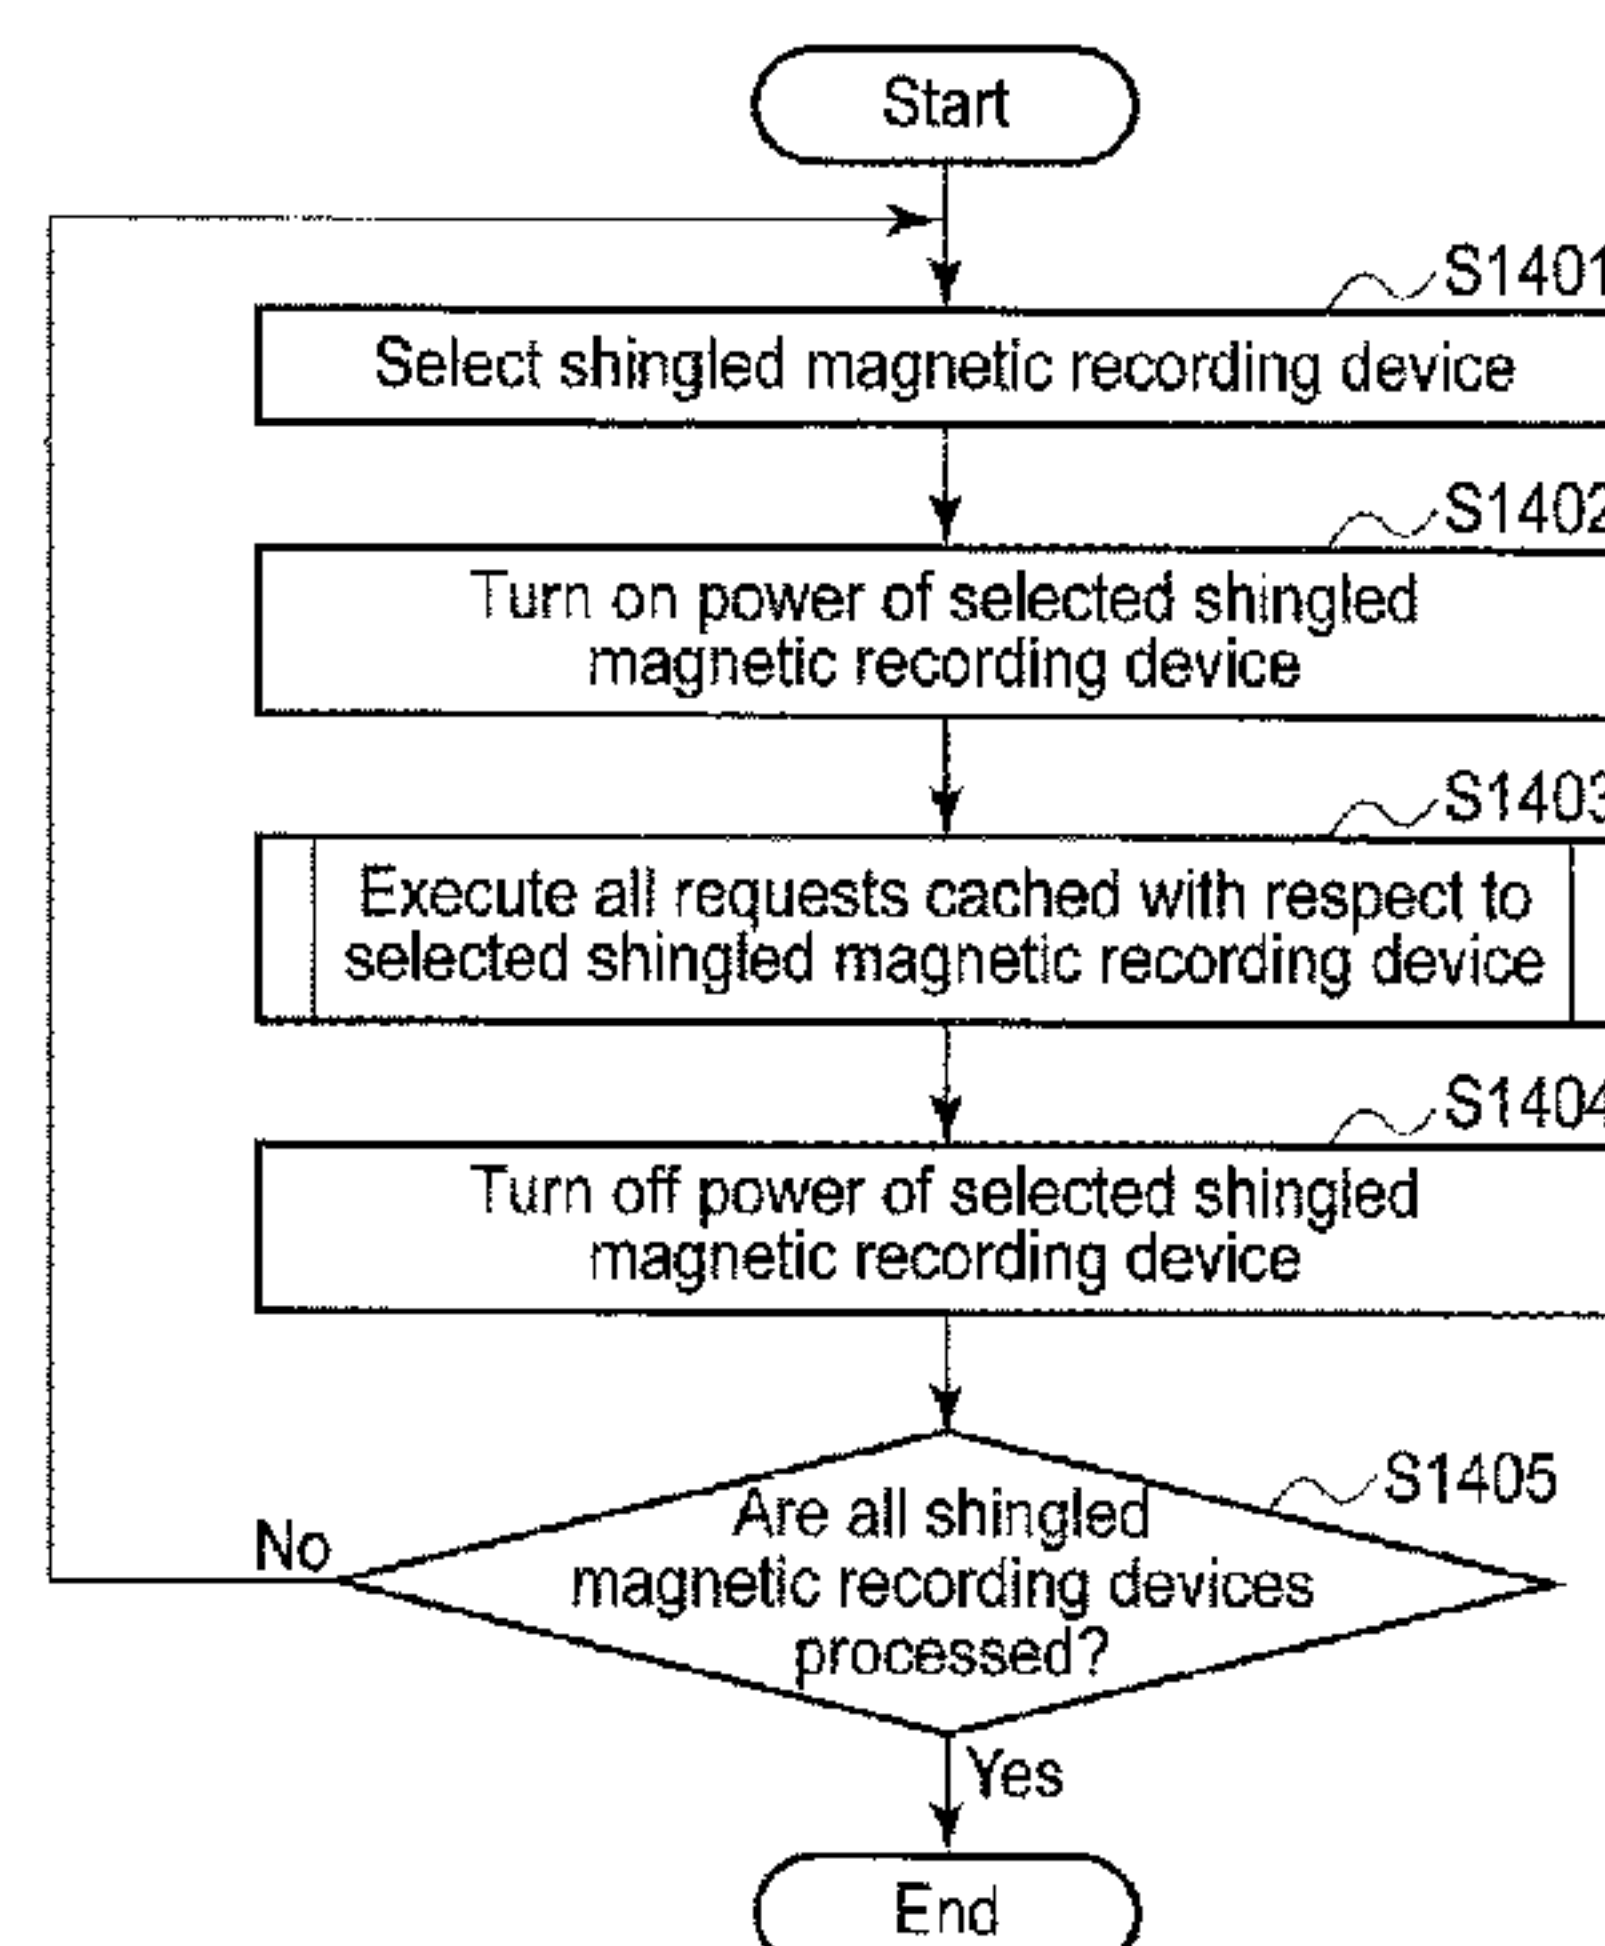 Start
S1401
Select shingled magnetic recording device
S1402
Turn on power of selected shingled
magnetic recording device
S1403
Execute all requests cached with respect to
selected shingled magnetic recording device
S1404
Turn off power of selected shingled
magnetic recording device
S1405
Are all shingled
magnetic recording devices
processed?
No
Yes
End